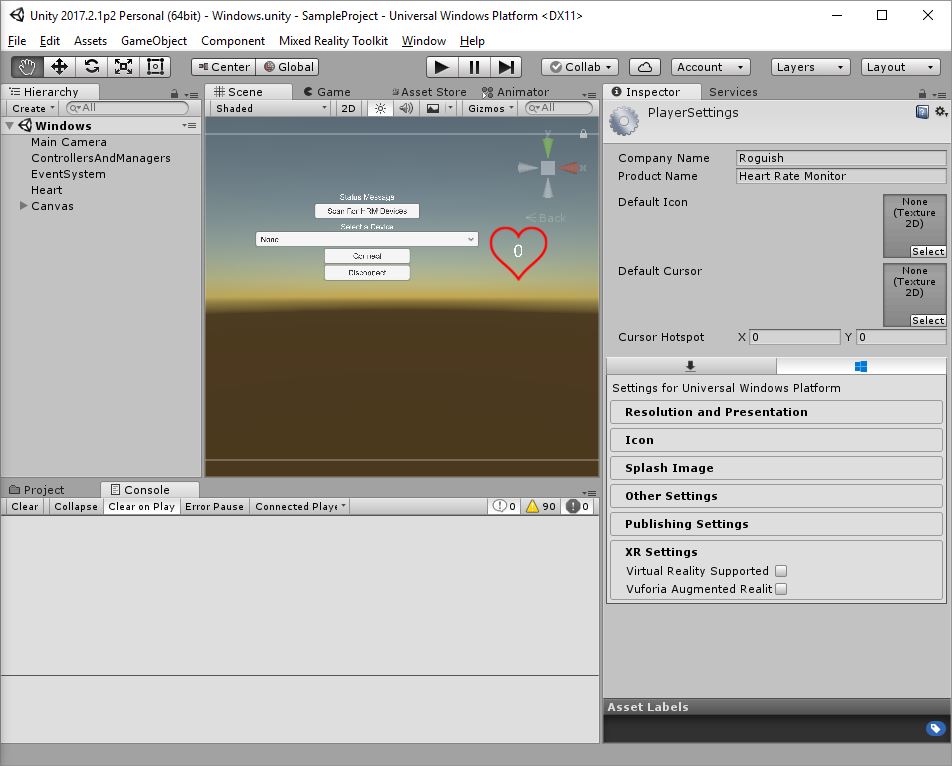 Unity 2017.2.1p2 Personal (64bit) - Windows.unity - SampleProject - Universal Windows Platform <DX11>
File Edit Assets GameObject Component Mixed Reality Toolkit Window Help
Center Global Collab Account Layers Layout
Hierarchy
Create All
Windows
Main Camera
ControllersAndManagers
EventSystem
Heart
Canvas
Scene Game Asset Store Animator
Shaded 2D Gizmos All
y
x
Back
Status Message
Scan For HRM Devices
Select a Device
None
Connect
Disconnect
0
Project Console
Clear Collapse Clear on Play Error Pause Connected Playe 0 90 0
Inspector Services
PlayerSettings
Company Name Roguish
Product Name Heart Rate Monitor
Default Icon
None
(Texture
2D)
Select
Default Cursor
None
(Texture
2D)
Select
Cursor Hotspot X 0 Y 0
Settings for Universal Windows Platform
Resolution and Presentation
Icon
Splash Image
Other Settings
Publishing Settings
XR Settings
Virtual Reality Supported
Vuforia Augmented Realit
Asset Labels